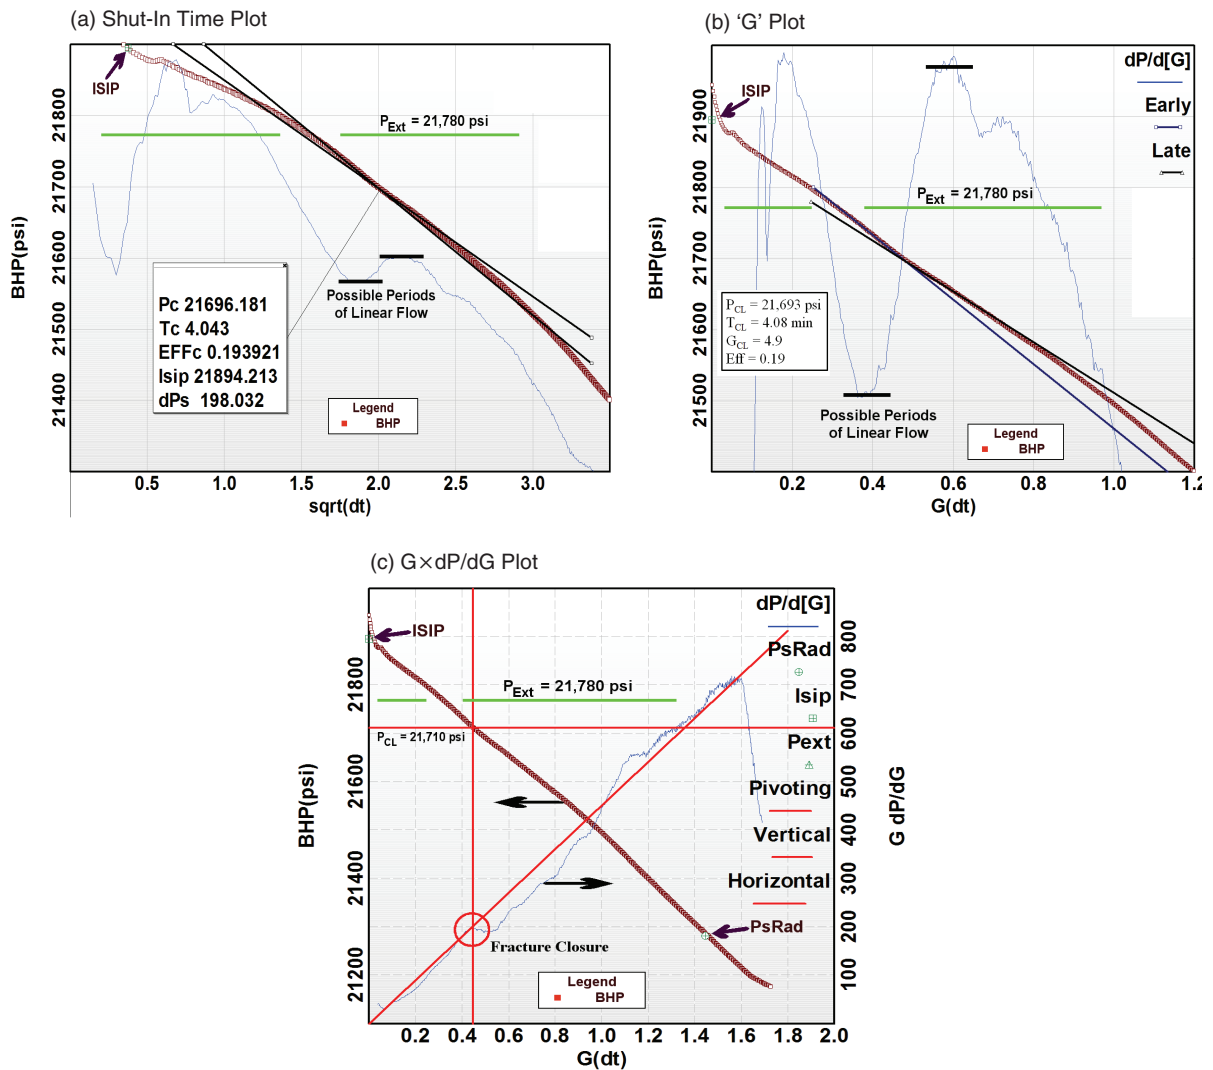 (a) Shut-In Time Plot
ISIP
P_Ext = 21,780 psi
21800
21700
21600
21500
21400
BHP(psi)
Pc 21696.181
Tc 4.043
EFFc 0.193921
Isip 21894.213
dPs 198.032
Possible Periods
of Linear Flow
Legend
BHP
0.5 1.0 1.5 2.0 2.5 3.0
sqrt(dt)
(b) ‘G’ Plot
dP/d[G]
Early
Late
ISIP
P_Ext = 21,780 psi
21900
21800
21700
21600
21500
BHP(psi)
P_CL = 21,693 psi
T_CL = 4.08 min
G_CL = 4.9
Eff = 0.19
Possible Periods
of Linear Flow
Legend
BHP
0.2 0.4 0.6 0.8 1.0 1.2
G(dt)
(c) G×dP/dG Plot
dP/d[G]
PsRad
Isip
Pext
Pivoting
Vertical
Horizontal
ISIP
P_Ext = 21,780 psi
P_CL = 21,710 psi
21800
21600
21400
21200
BHP(psi)
800
700
600
500
400
300
200
100
G dP/dG
PsRad
Fracture Closure
Legend
BHP
0.2 0.4 0.6 0.8 1.0 1.2 1.4 1.6 1.8 2.0
G(dt)